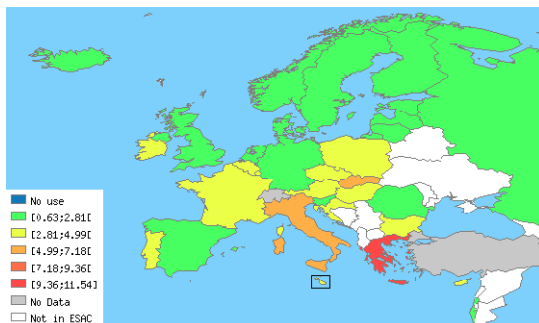 No use
[0.63;2.81[
[2.81;4.99[
[4.99;7.18[
[7.18;9.36[
[9.36;11.54]
No Data
Not in ESAC